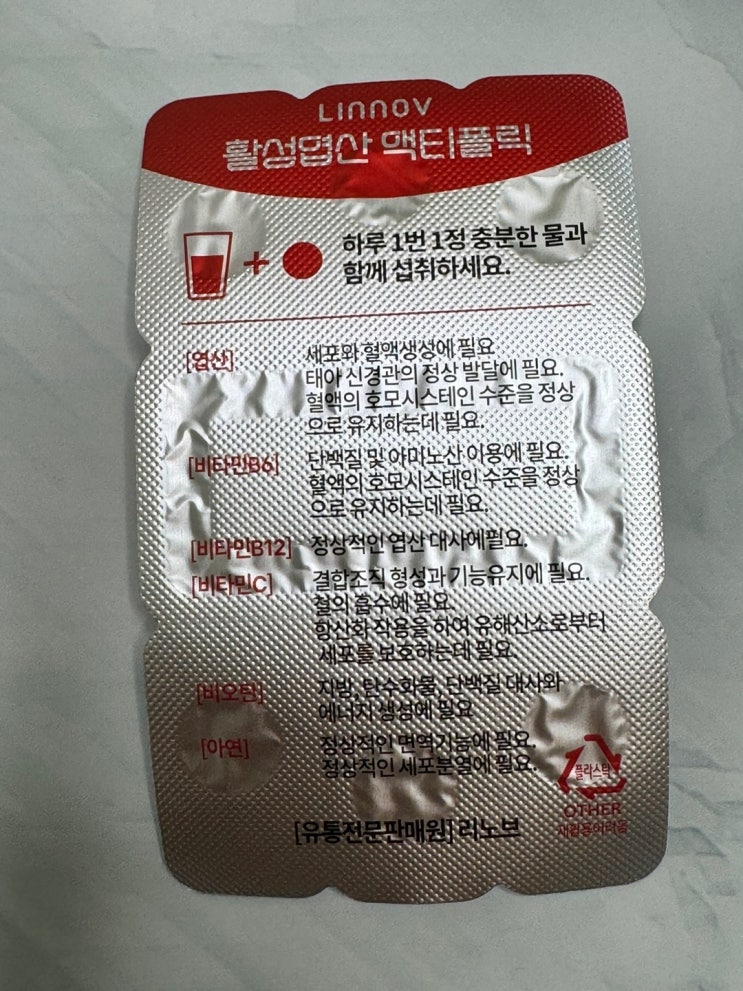 LINNOV
활성엽산 액티폴릭
하루 1번 1정 충분한 물과
함께 섭취하세요.
[엽산] 세포와 혈액생성에 필요
태아 신경관의 정상 발달에 필요.
혈액의 호모시스테인 수준을 정상
으로 유지하는데 필요.
[비타민B6] 단백질 및 아미노산 이용에 필요.
혈액의 호모시스테인 수준을 정상
으로 유지하는데 필요.
[비타민B12] 정상적인 엽산 대사에필요.
[비타민C] 결합조직 형성과 기능유지에 필요.
철의 흡수에 필요.
항산화 작용을 하여 유해산소로부터
세포를 보호하는데 필요.
[비오틴] 지방, 탄수화물, 단백질 대사와
에너지 생성에 필요
[아연] 정상적인 면역기능에 필요.
정상적인 세포분열에 필요.
플라스틱
OTHER
재활용어려움
[유통전문판매원] 리노브